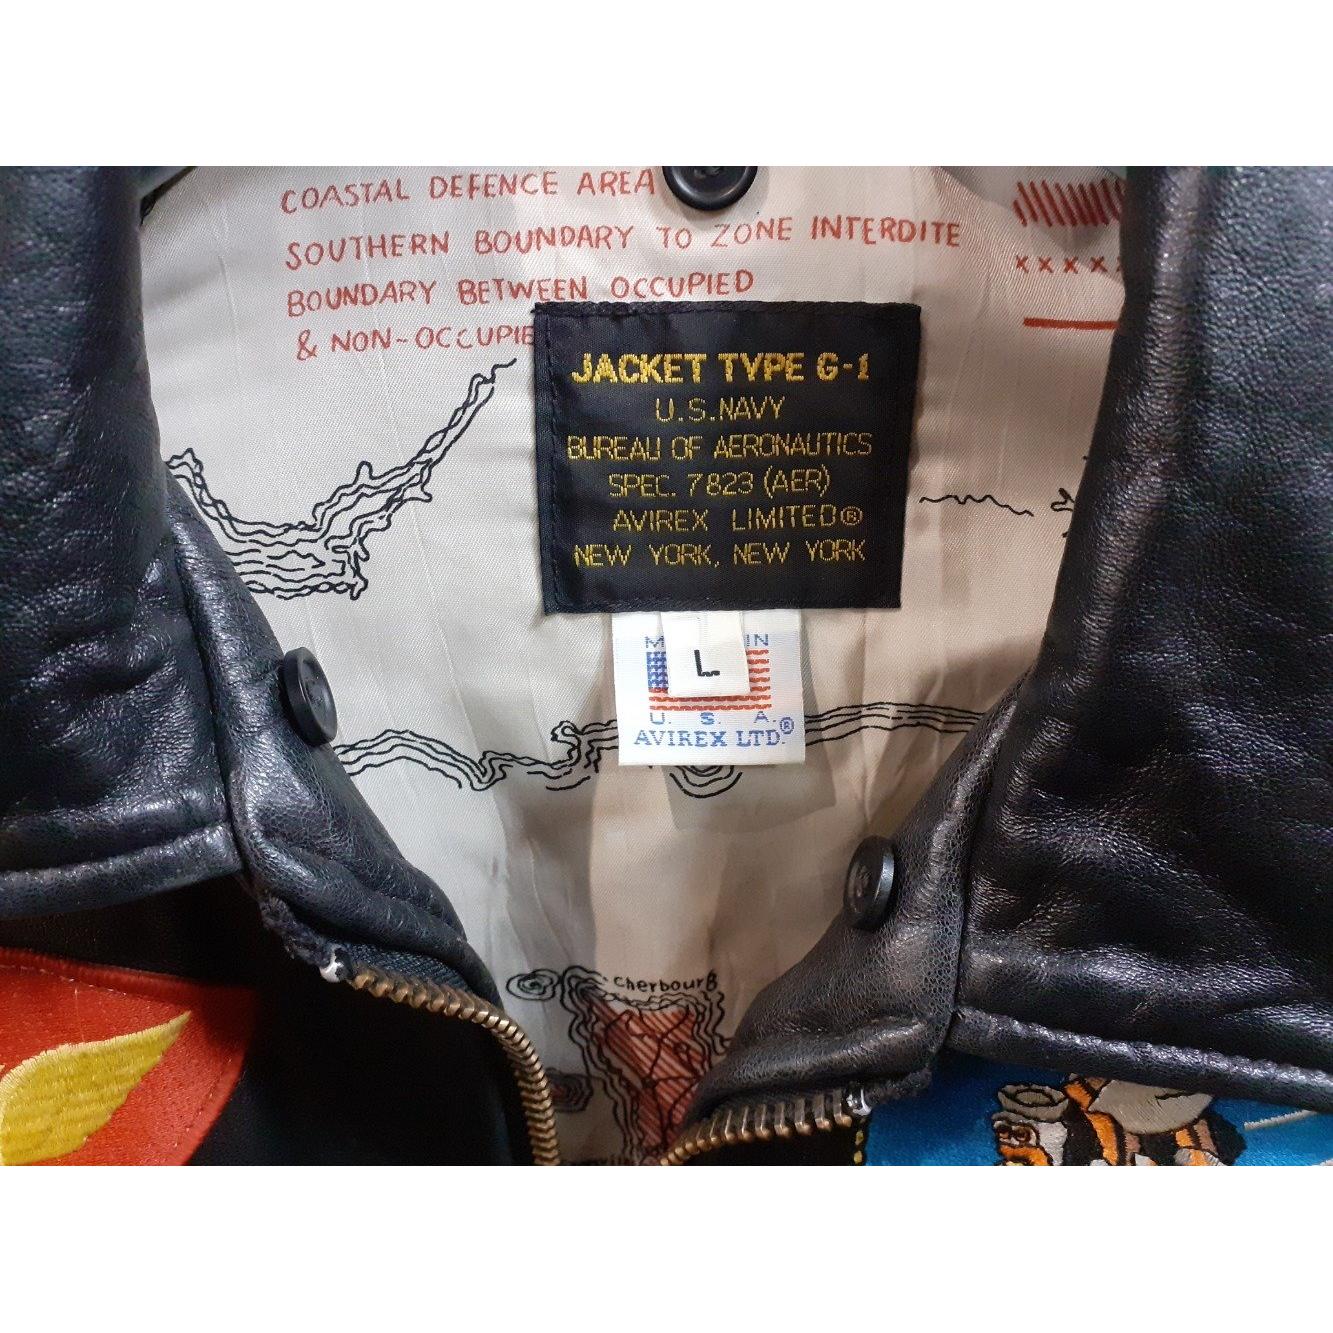 COASTAL DEFENCE AREA
SOUTHERN BOUNDARY TO ZONE INTERDITE
BOUNDARY BETWEEN OCCUPIED
& NON-OCCUPIE
JACKET TYPE G-1
U.S.NAVY
BUREAU OF AERONAUTICS
SPEC. 7823 (AER)
AVIREX LIMITED®
NEW YORK, NEW YORK
L
U. S. A.
AVIREX LTD.®
cherbourg